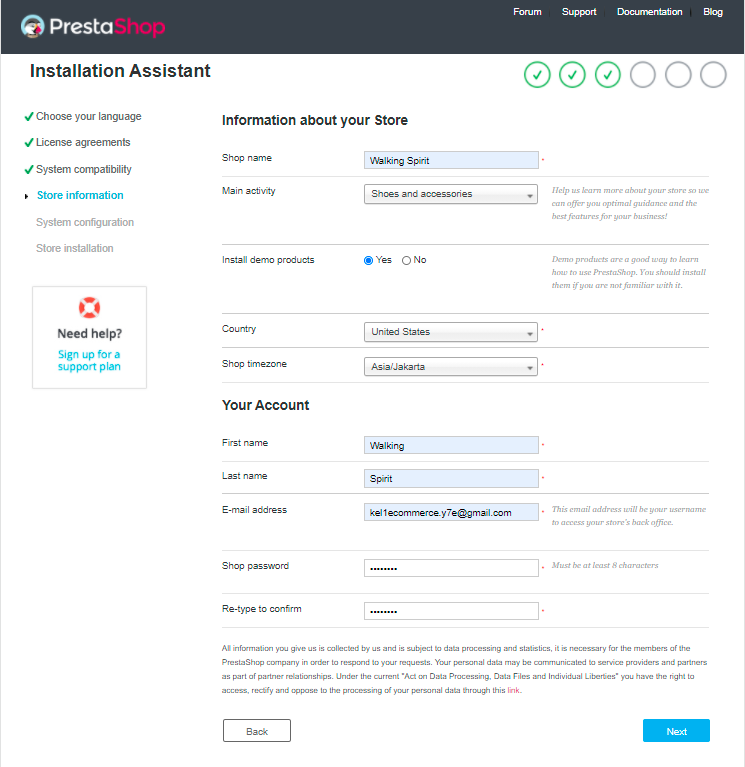 PrestaShop
Forum Support Documentation Blog
Installation Assistant
Choose your language
License agreements
System compatibility
Store information
System configuration
Store installation
Need help?
Sign up for a
support plan
Information about your Store
Shop name Walking Spirit *
Main activity Shoes and accessories
Help us learn more about your store so we
can offer you optimal guidance and the
best features for your business!
Install demo products Yes No
Demo products are a good way to learn
how to use PrestaShop. You should install
them if you are not familiar with it.
Country United States *
Shop timezone Asia/Jakarta *
Your Account
First name Walking *
Last name Spirit *
E-mail address kel1ecommerce.y7e@gmail.com *
This email address will be your username
to access your store's back office.
Shop password •••••••• * Must be at least 8 characters
Re-type to confirm •••••••• *
All information you give us is collected by us and is subject to data processing and statistics, it is necessary for the members of the
PrestaShop company in order to respond to your requests. Your personal data may be communicated to service providers and partners
as part of partner relationships. Under the current "Act on Data Processing, Data Files and Individual Liberties" you have the right to
access, rectify and oppose to the processing of your personal data through this link.
Back Next